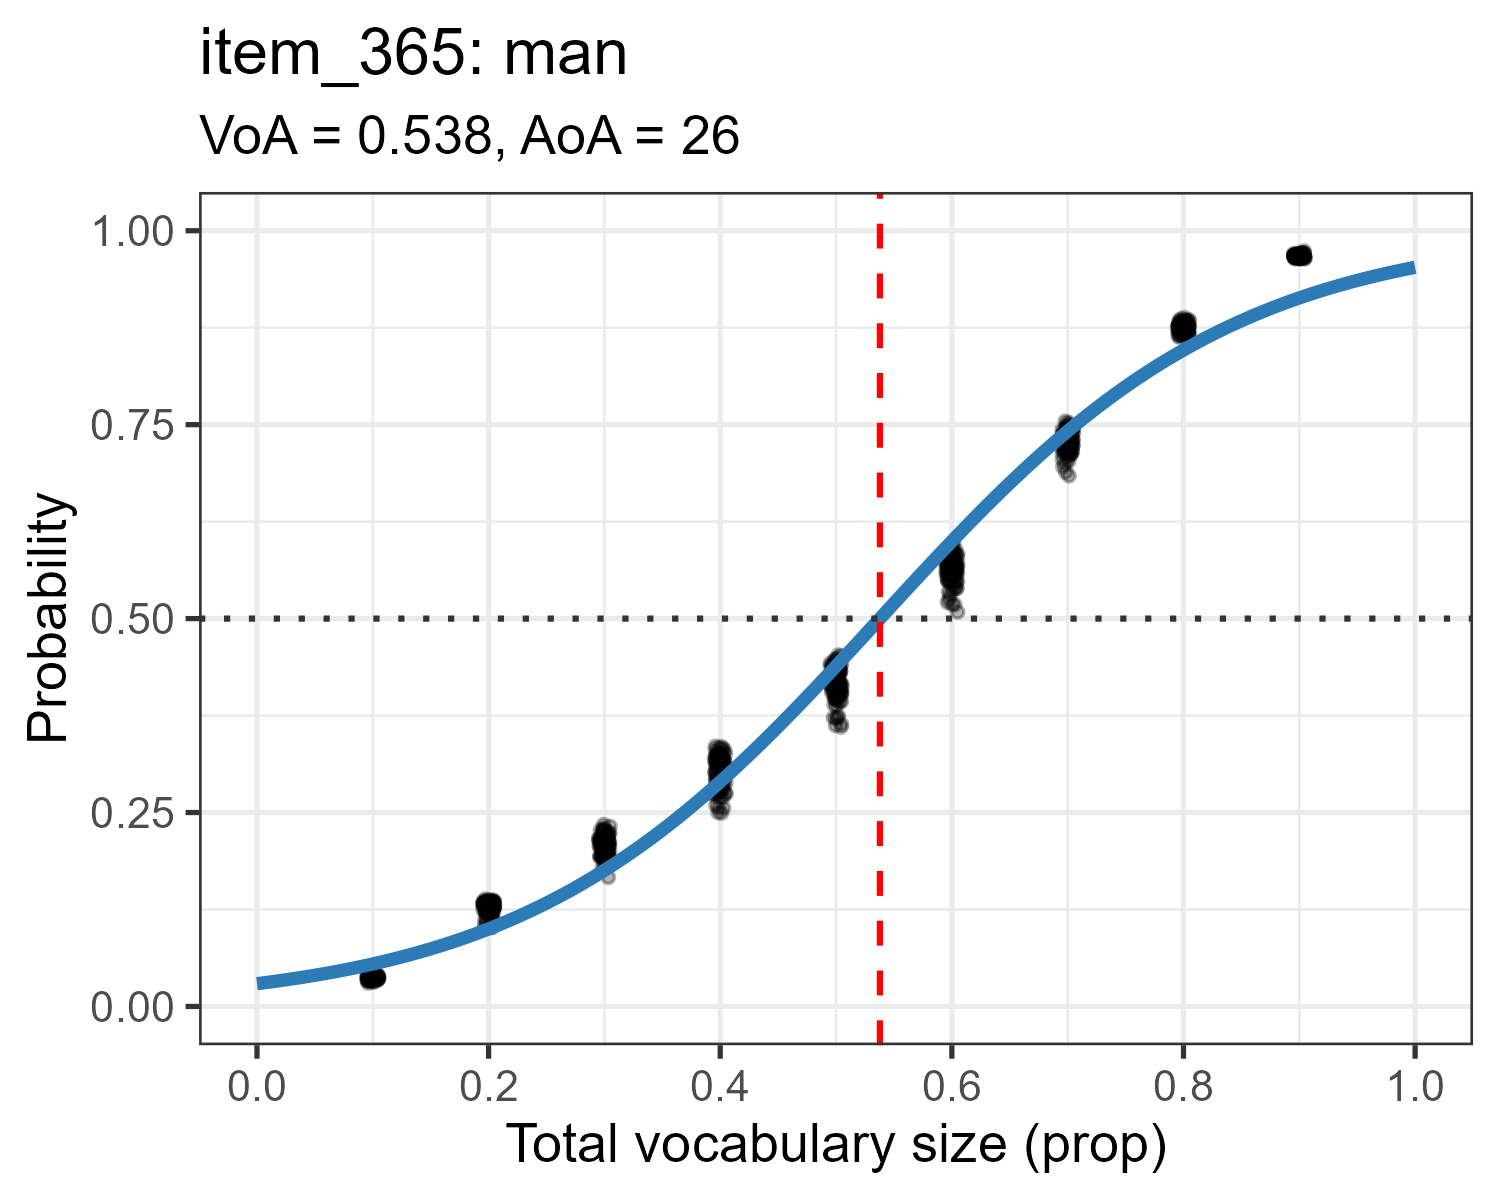 item_365: man
VoA = 0.538, AoA = 26
1.00
0.75
0.50
0.25
0.00
Probability
0.0 0.2 0.4 0.6 0.8 1.0
Total vocabulary size (prop)